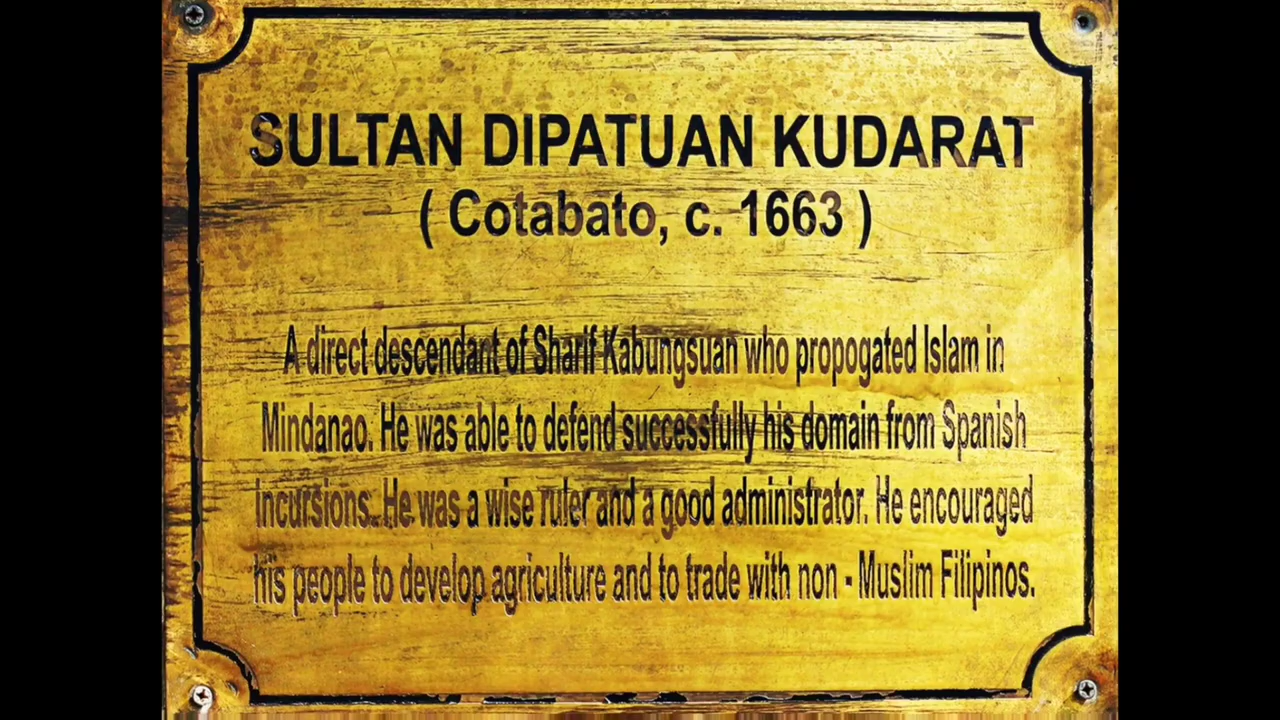 SULTAN DIPATUAN KUDARAT
( Cotabato, c. 1663 )
A direct descendant of Sharif Kabungsuan who propogated Islam in
Mindanao. He was able to defend successfully his domain from Spanish
incursions. He was a wise ruler and a good administrator. He encouraged
his people to develop agriculture and to trade with non - Muslim Filipinos.